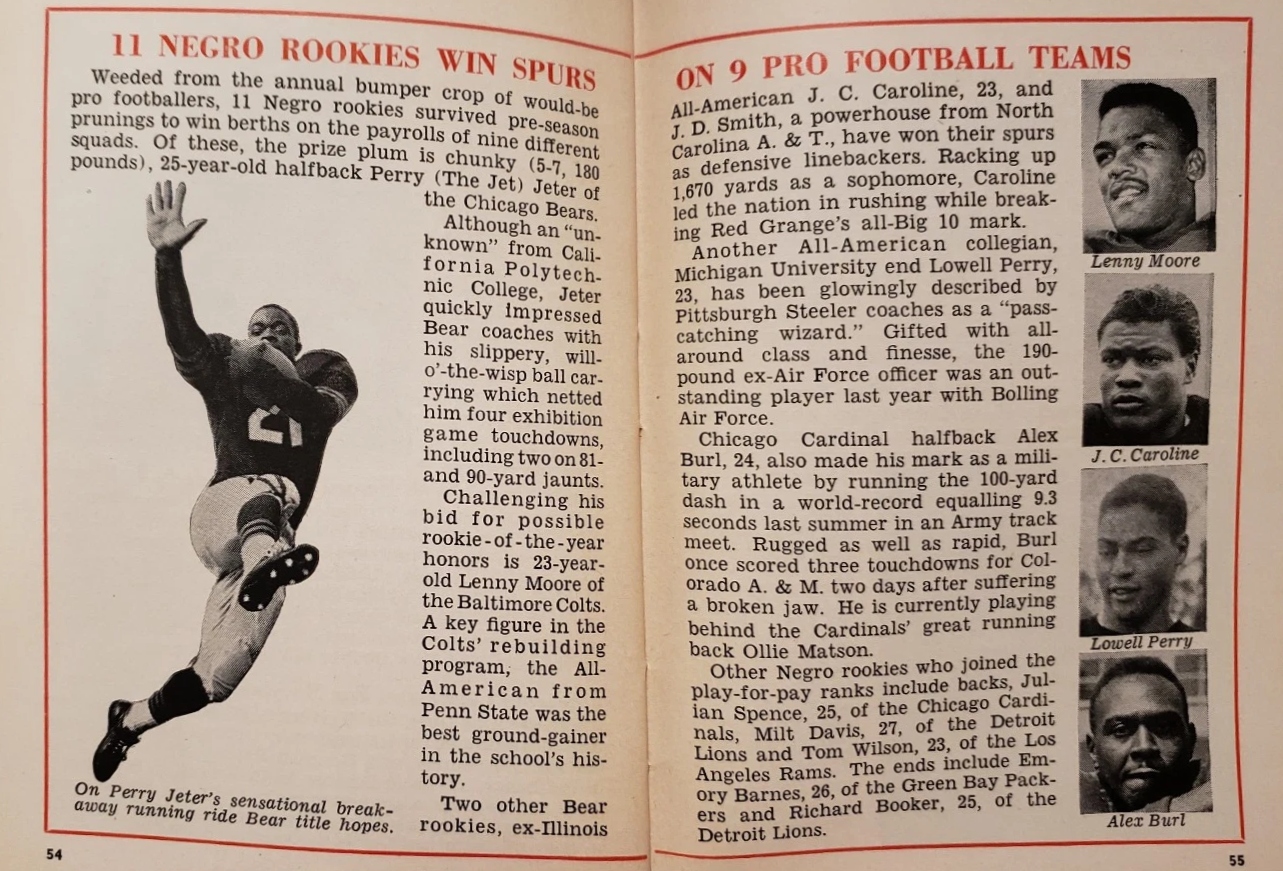 11 NEGRO ROOKIES WIN SPURS
Weeded from the annual bumper crop of would-be
pro footballers, 11 Negro rookies survived pre-season
prunings to win berths on the payrolls of nine different
squads. Of these, the prize plum is chunky (5-7, 180
pounds), 25-year-old halfback Perry (The Jet) Jeter of
the Chicago Bears.
Although an "un-
known" from Cali-
fornia Polytech-
nic College, Jeter
quickly impressed
Bear coaches with
his slippery, will-
o'-the-wisp ball car-
rying which netted
him four exhibition
game touchdowns,
including two on 81-
and 90-yard jaunts.
Challenging his
bid for possible
rookie-of-the-year
honors is 23-year-
old Lenny Moore of
the Baltimore Colts.
A key figure in the
Colts' rebuilding
program, the All-
American from
Penn State was the
best ground-gainer
in the school's his-
tory.
Two other Bear
rookies, ex-Illinois
21
On Perry Jeter's sensational break-
away running ride Bear title hopes.
54
ON 9 PRO FOOTBALL TEAMS
All-American J. C. Caroline, 23, and
J. D. Smith, a powerhouse from North
Carolina A. & T., have won their spurs
as defensive linebackers. Racking up
1,670 yards as a sophomore, Caroline
led the nation in rushing while break-
ing Red Grange's all-Big 10 mark.
Another All-American collegian,
Michigan University end Lowell Perry,
23, has been glowingly described by
Pittsburgh Steeler coaches as a "pass-
catching wizard." Gifted with all-
around class and finesse, the 190-
pound ex-Air Force officer was an out-
standing player last year with Bolling
Air Force.
Chicago Cardinal halfback Alex
Burl, 24, also made his mark as a mili-
tary athlete by running the 100-yard
dash in a world-record equalling 9.3
seconds last summer in an Army track
meet. Rugged as well as rapid, Burl
once scored three touchdowns for Col-
orado A. & M. two days after suffering
a broken jaw. He is currently playing
behind the Cardinals' great running
back Ollie Matson.
Other Negro rookies who joined the
play-for-pay ranks include backs, Jul-
ian Spence, 25, of the Chicago Cardi-
nals, Milt Davis, 27, of the Detroit
Lions and Tom Wilson, 23, of the Los
Angeles Rams. The ends include Em-
ory Barnes, 26, of the Green Bay Pack-
ers and Richard Booker, 25, of the
Detroit Lions.
Lenny Moore
J. C. Caroline
Lowell Perry
Alex Burl
55